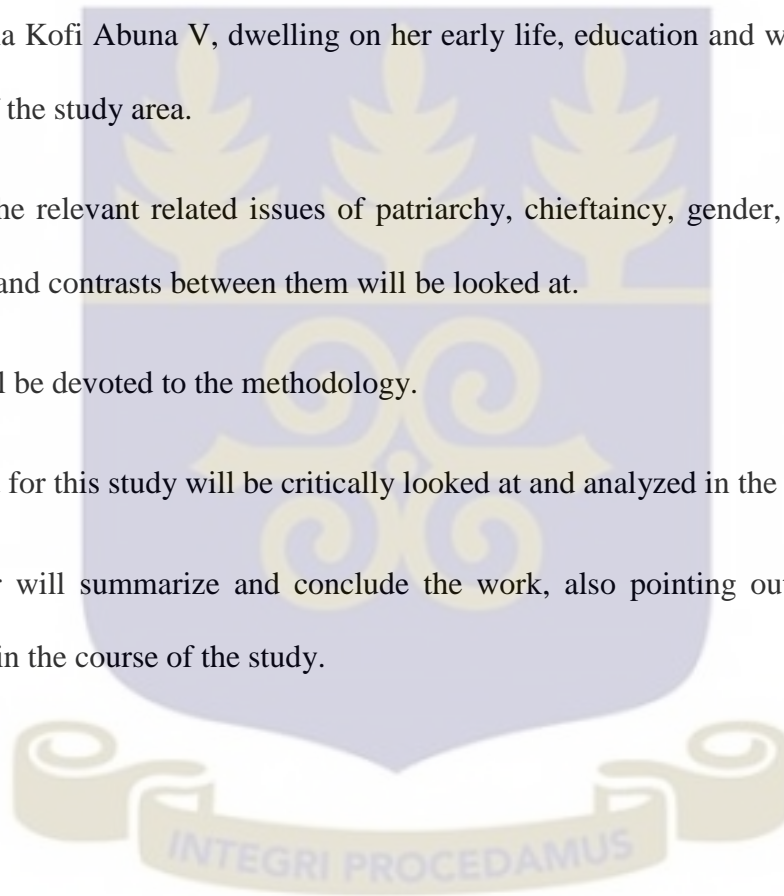 a Kofi Abuna V, dwelling on her early life, education and w
the study area.
he relevant related issues of patriarchy, chieftaincy, gender,
and contrasts between them will be looked at.
l be devoted to the methodology.
for this study will be critically looked at and analyzed in the
r will summarize and conclude the work, also pointing ou
in the course of the study.
INTEGRI PROCEDAMUS